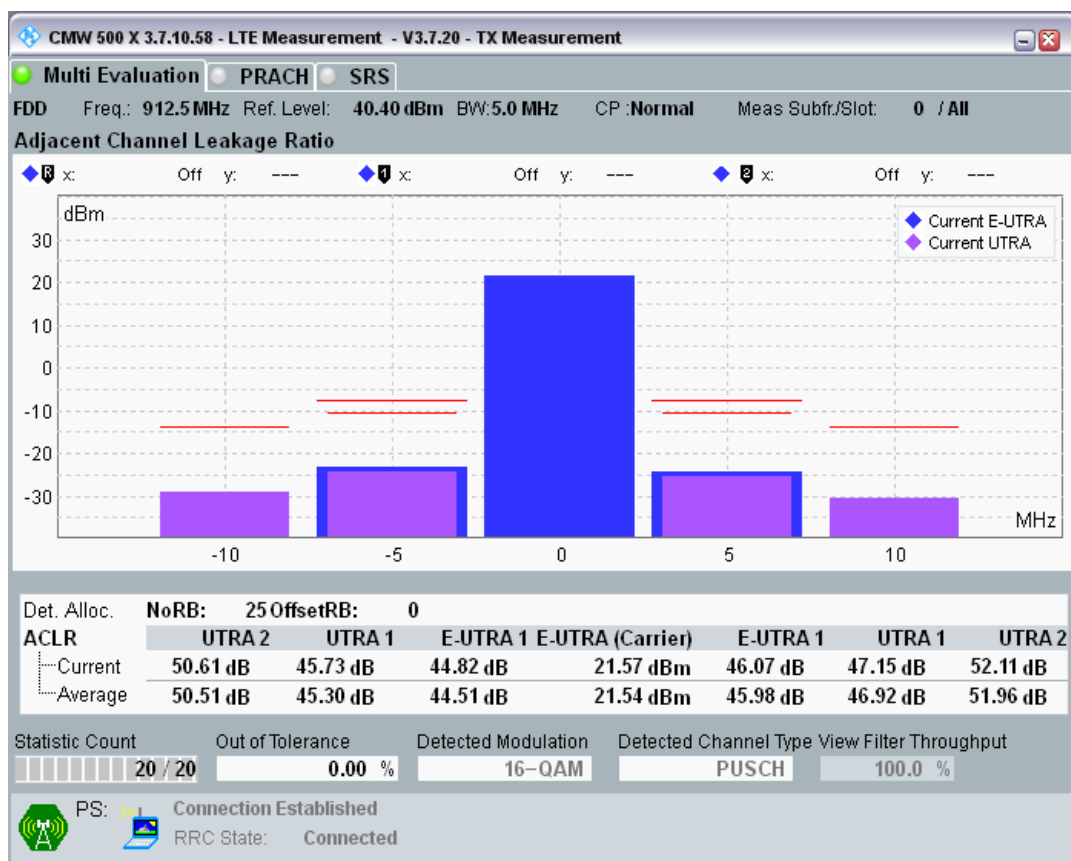 CMW 500 X 3.7.10.58 - LTE Measurement - V3.7.20 - TX Measurement
Multi Evaluation PRACH SRS
FDD Freq.: 912.5 MHz Ref. Level: 40.40 dBm BW:5.0 MHz CP :Normal Meas Subfr./Slot: 0 / All
Adjacent Channel Leakage Ratio
R x: Off y: --- 1 x: Off y: --- 2 x: Off y: ---
dBm
Current E-UTRA
Current UTRA
30
20
10
0
-10
-20
-30
MHz
-10 -5 0 5 10
Det. Alloc. NoRB: 25 OffsetRB: 0
ACLR UTRA 2 UTRA 1 E-UTRA 1 E-UTRA (Carrier) E-UTRA 1 UTRA 1 UTRA 2
Current 50.61 dB 45.73 dB 44.82 dB 21.57 dBm 46.07 dB 47.15 dB 52.11 dB
Average 50.51 dB 45.30 dB 44.51 dB 21.54 dBm 45.98 dB 46.92 dB 51.96 dB
Statistic Count Out of Tolerance Detected Modulation Detected Channel Type View Filter Throughput
20 / 20 0.00 % 16-QAM PUSCH 100.0 %
PS: Connection Established
RRC State: Connected